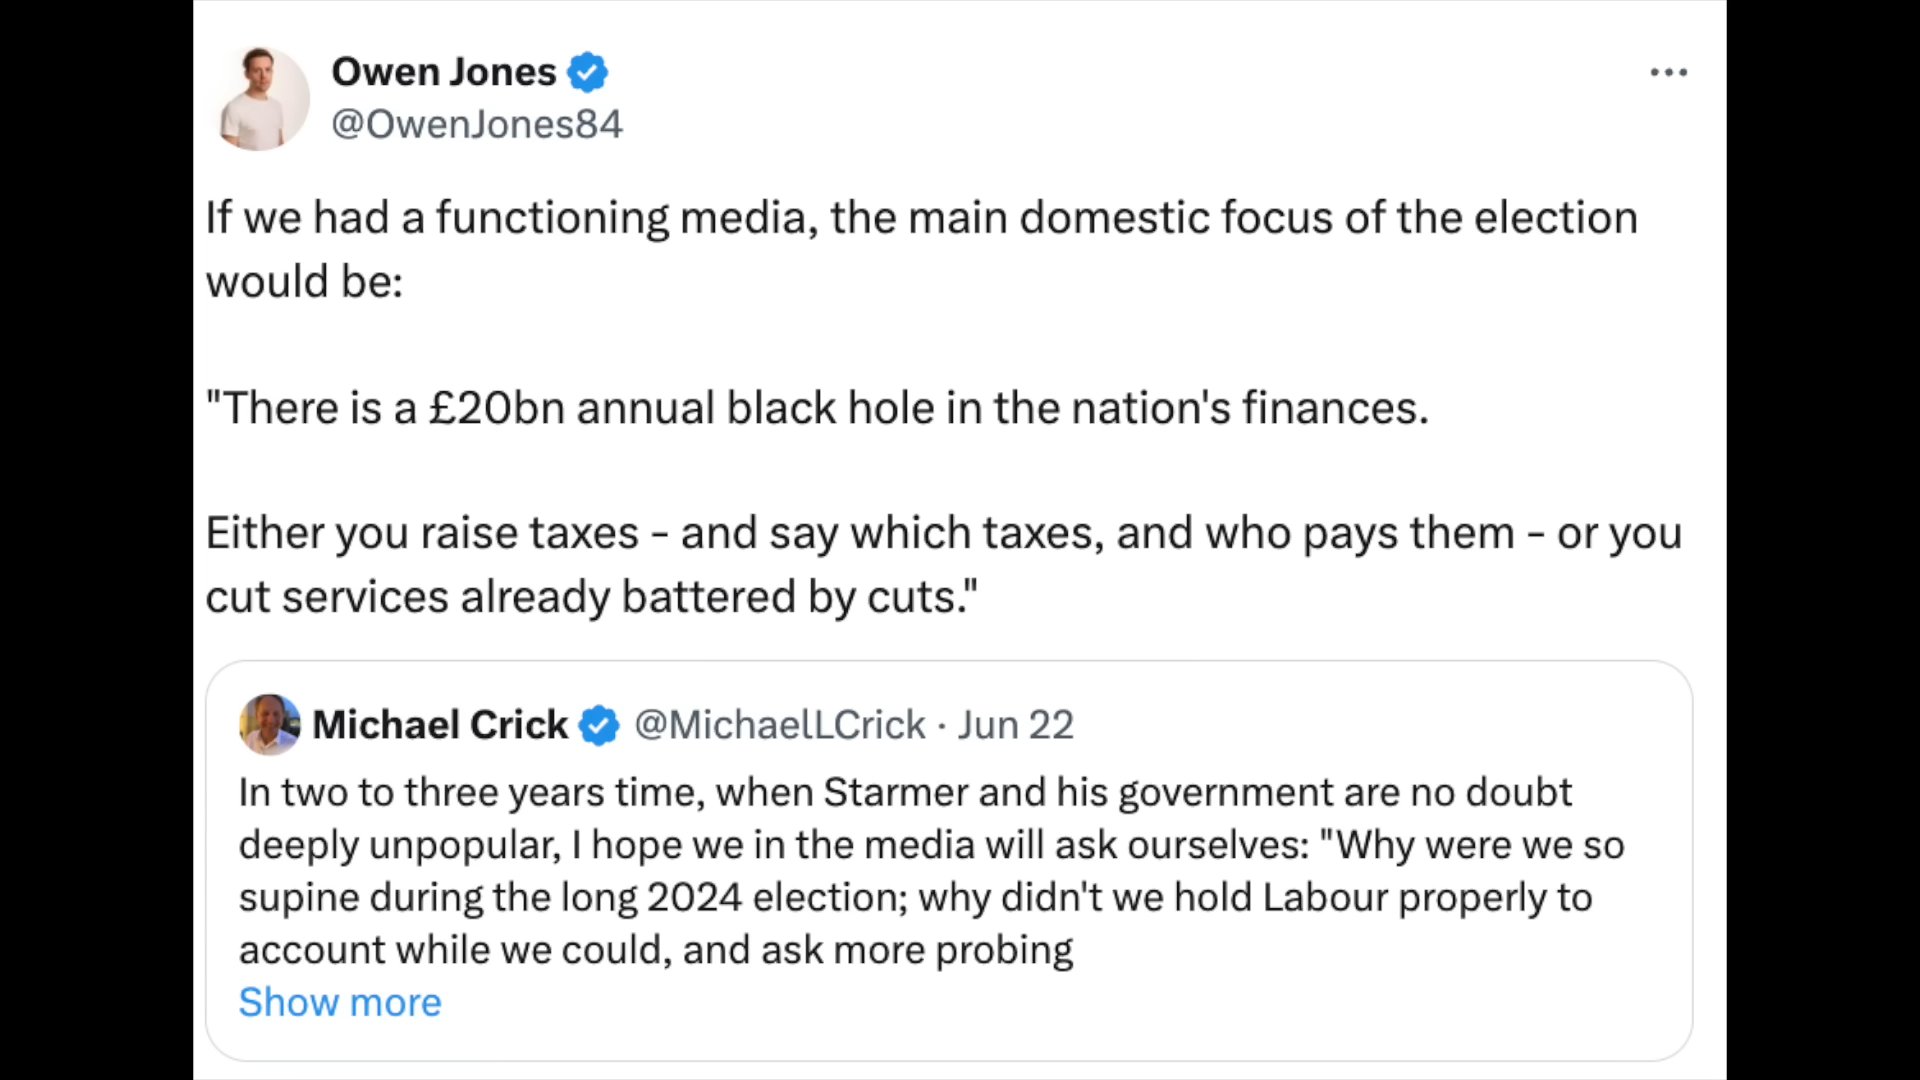 Owen Jones
@OwenJones84
If we had a functioning media, the main domestic focus of the election
would be:
"There is a £20bn annual black hole in the nation's finances.
Either you raise taxes - and say which taxes, and who pays them - or you
cut services already battered by cuts."
Michael Crick @MichaelLCrick · Jun 22
In two to three years time, when Starmer and his government are no doubt
deeply unpopular, I hope we in the media will ask ourselves: "Why were we so
supine during the long 2024 election; why didn't we hold Labour properly to
account while we could, and ask more probing
Show more